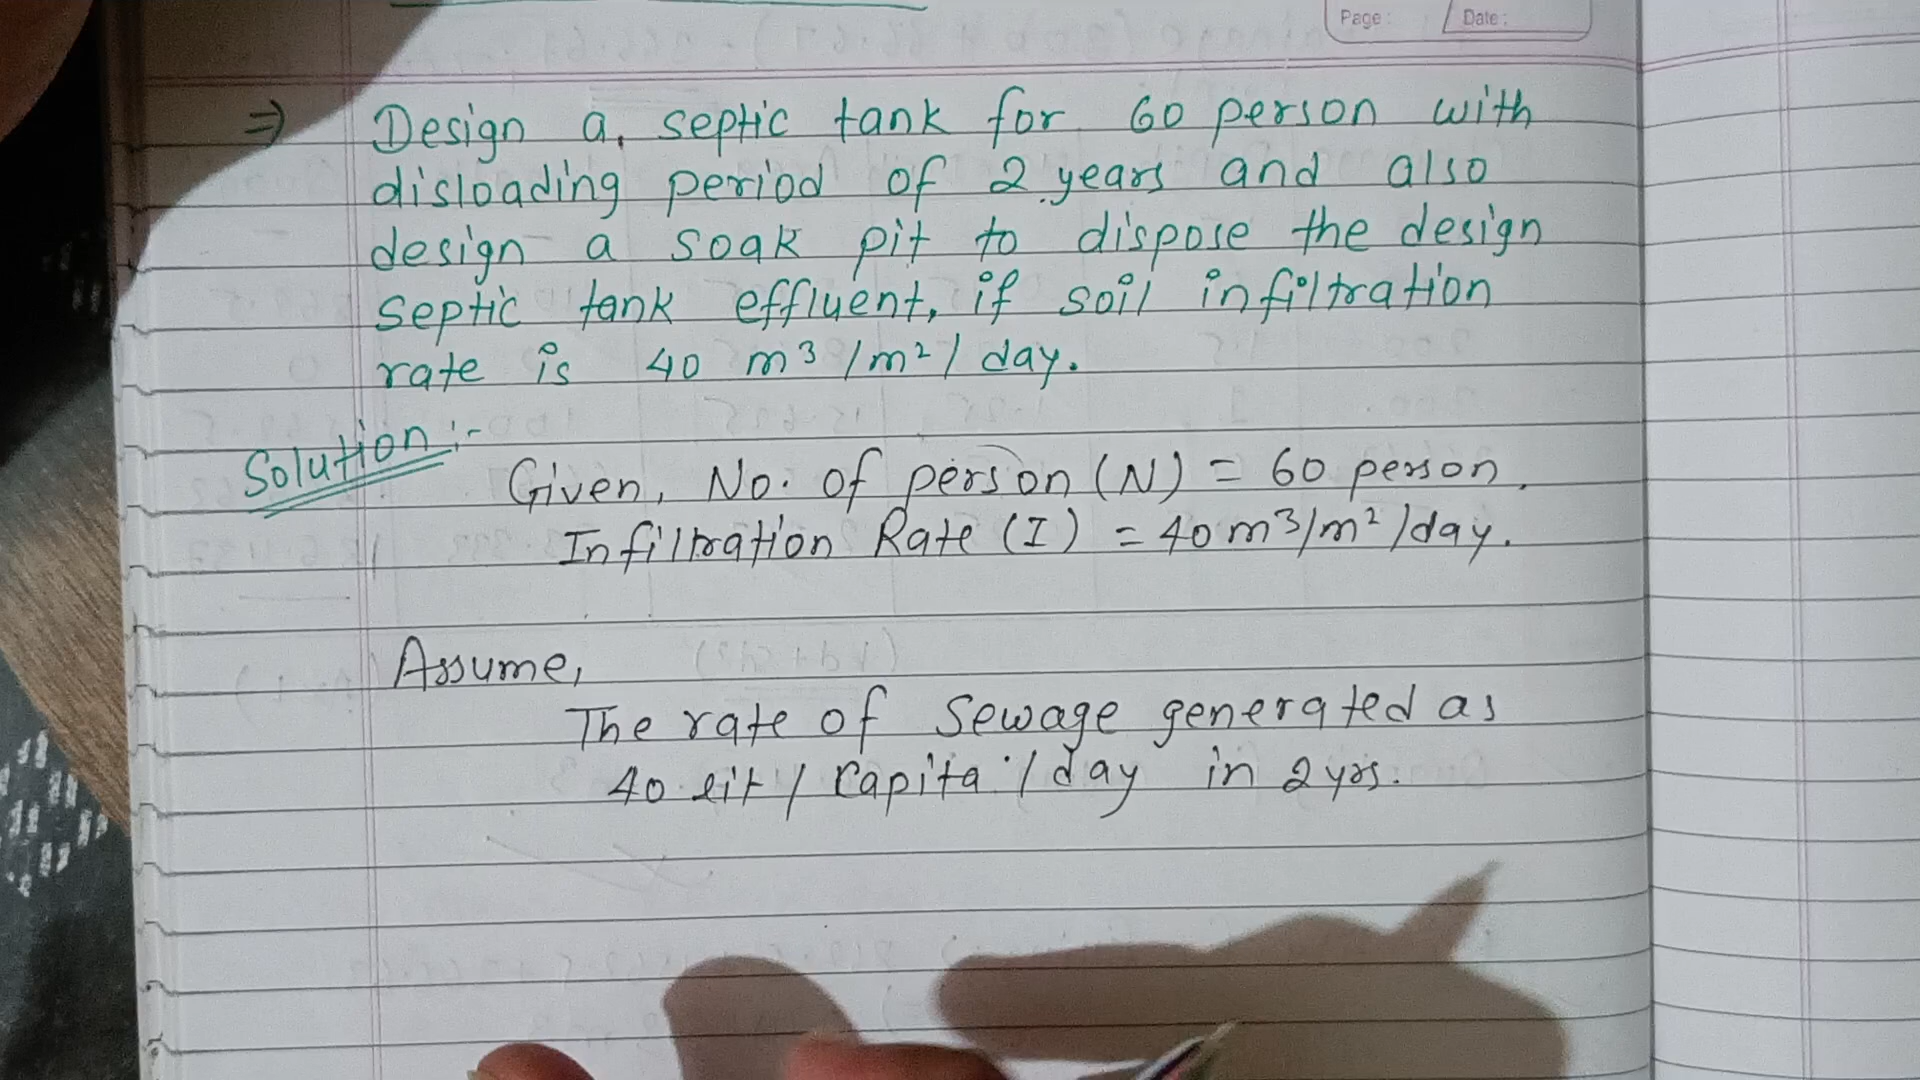 Page: Date:
⇒ Design a septic tank for 60 person with
disloading period of 2 years and also
design a soak pit to dispose the design
septic tank effluent, if soil infiltration
rate is 40 m³/m²/day.
Solution:-
Given, No. of person (N) = 60 person.
Infiltration Rate (I) = 40 m³/m²/day.
Assume,
The rate of sewage generated as
40 lit / capita / day in 2 yrs.